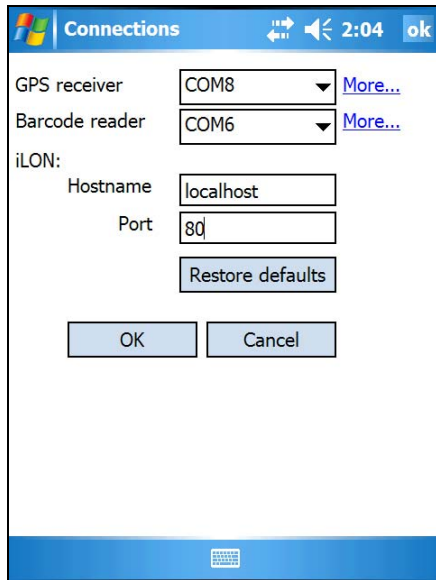 Connections 2:04 ok
GPS receiver COM8 More...
Barcode reader COM6 More...
iLON:
Hostname localhost
Port 80
Restore defaults
OK Cancel